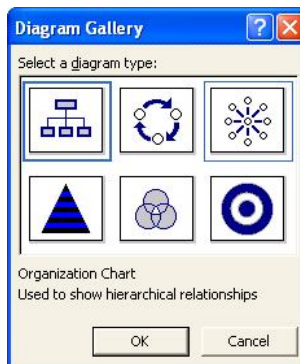 Diagram Gallery
Select a diagram type:
Organization Chart
Used to show hierarchical relationships
OK
Cancel